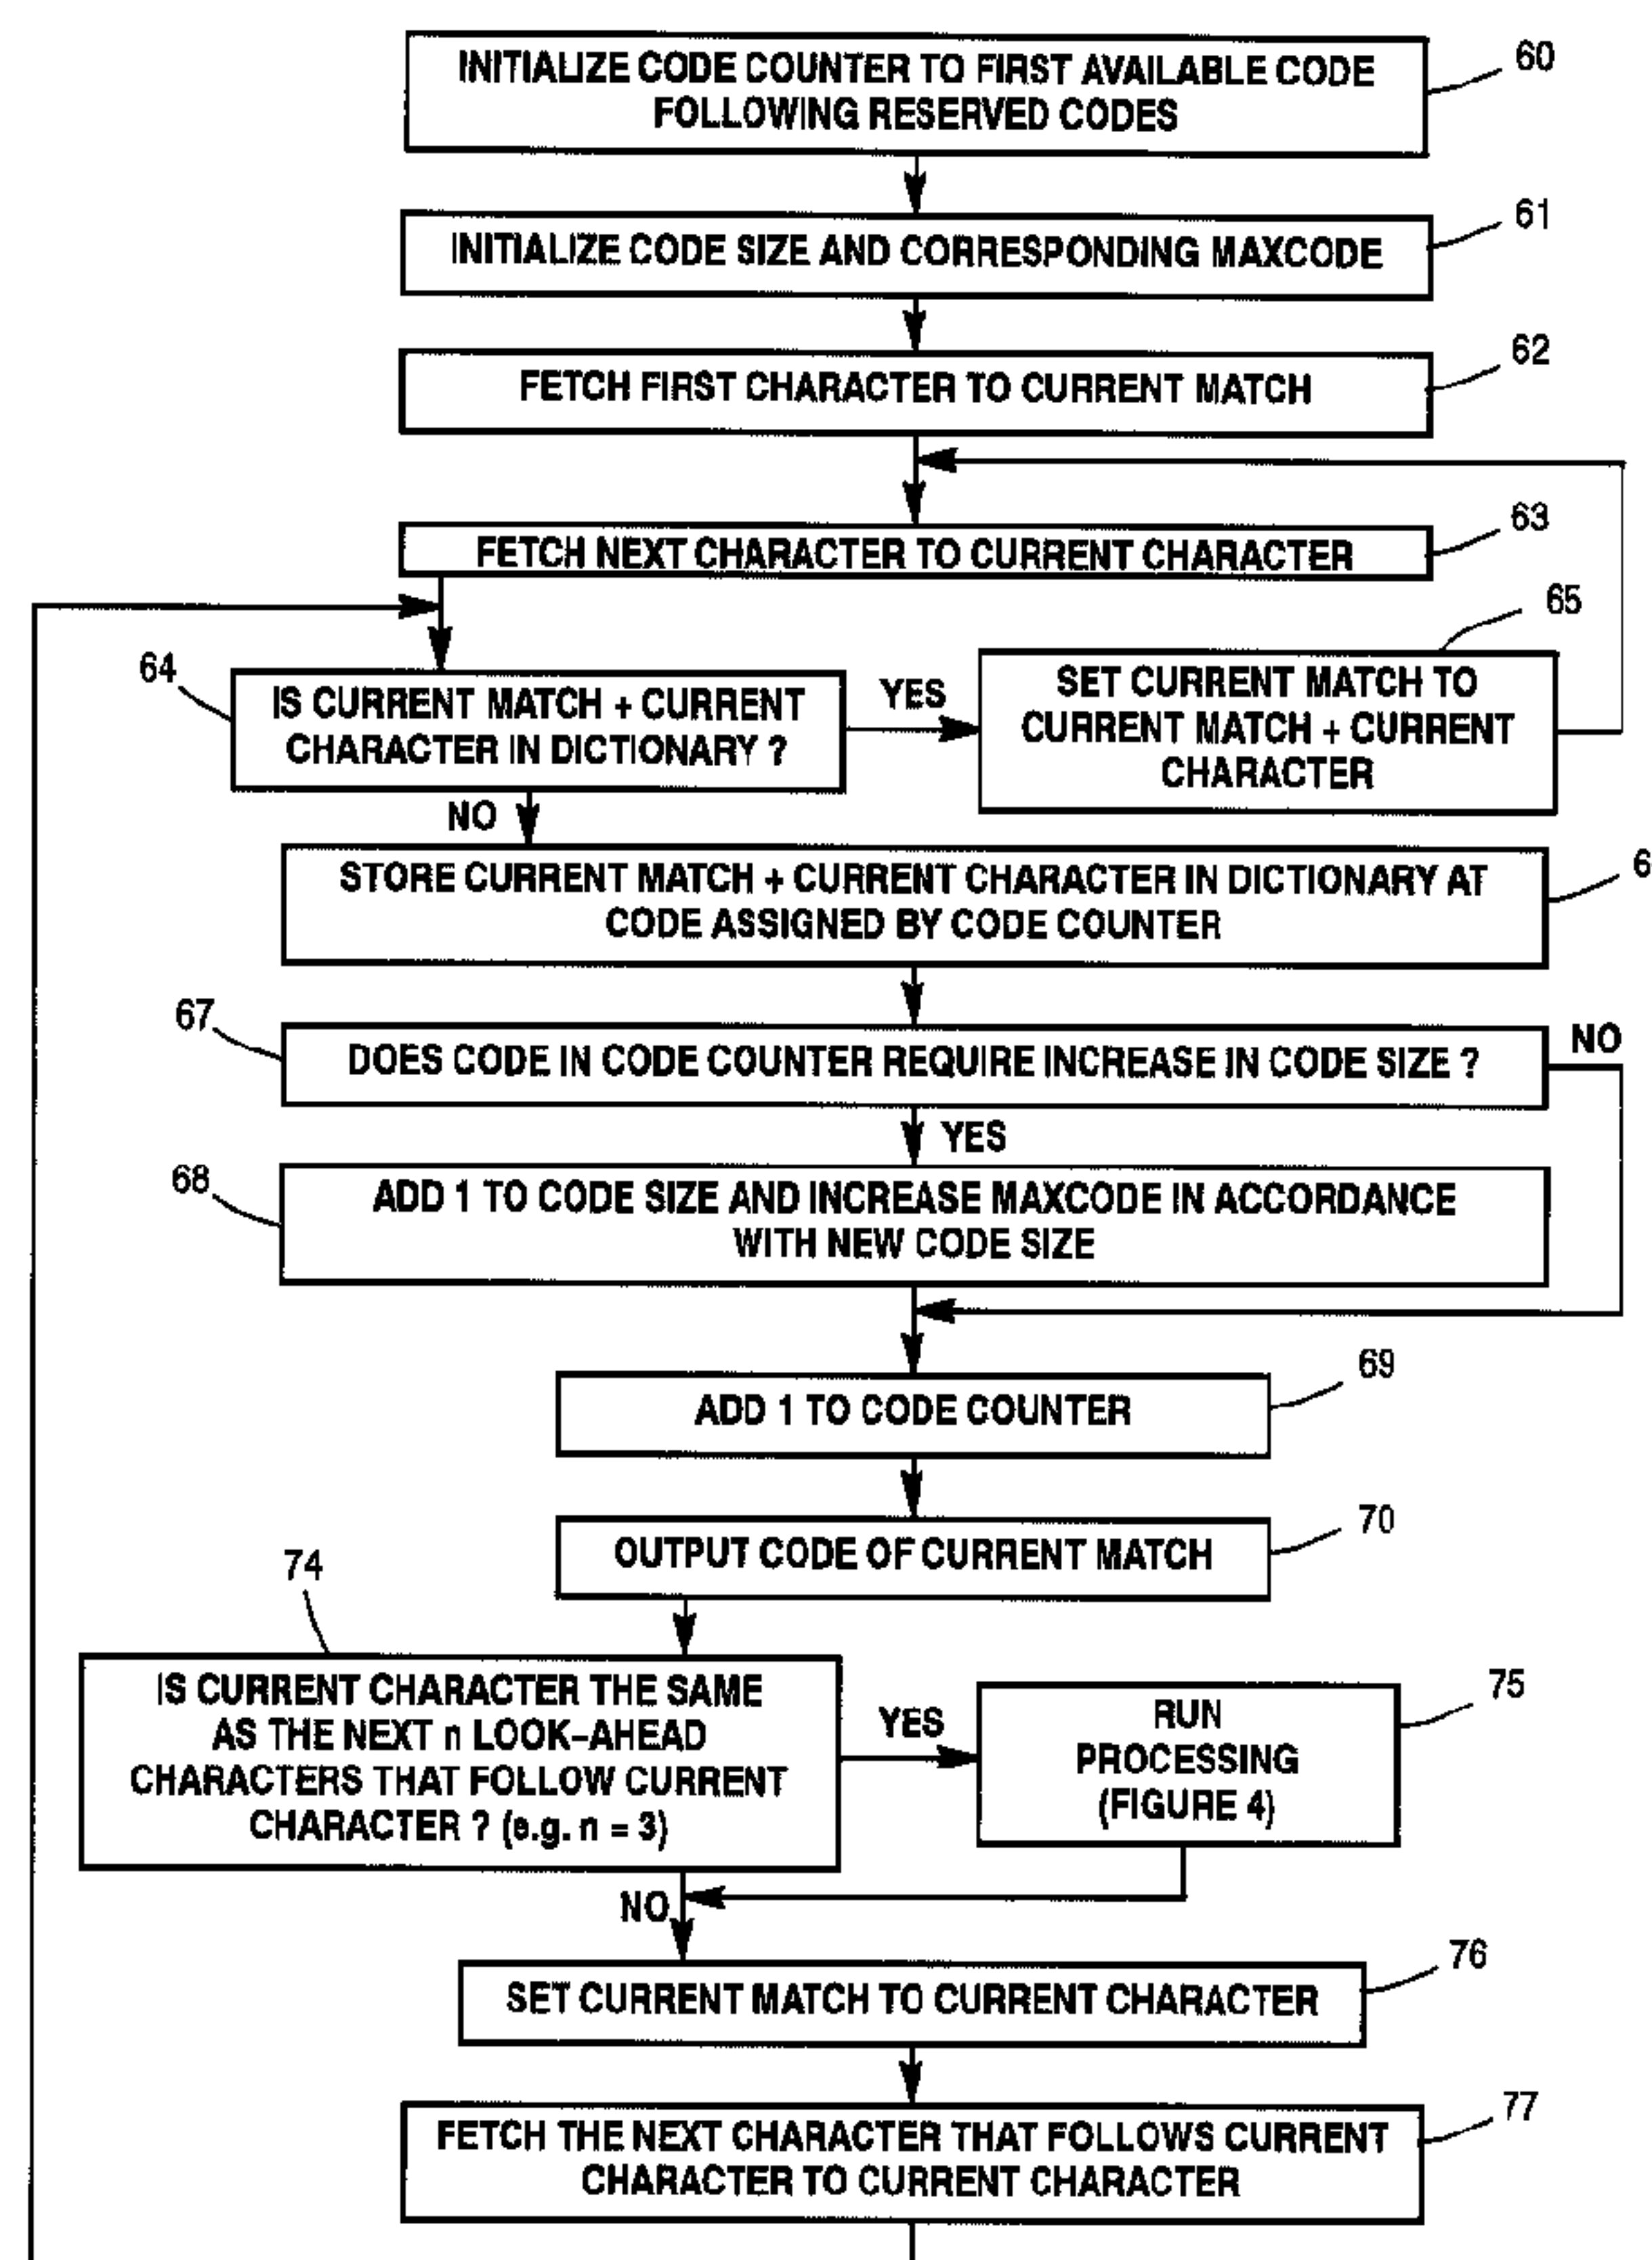 INITIALIZE CODE COUNTER TO FIRST AVAILABLE CODE
FOLLOWING RESERVED CODES
60
INITIALIZE CODE SIZE AND CORRESPONDING MAXCODE
61
FETCH FIRST CHARACTER TO CURRENT MATCH
62
FETCH NEXT CHARACTER TO CURRENT CHARACTER
63
64
IS CURRENT MATCH + CURRENT
CHARACTER IN DICTIONARY ?
YES
65
SET CURRENT MATCH TO
CURRENT MATCH + CURRENT
CHARACTER
NO
STORE CURRENT MATCH + CURRENT CHARACTER IN DICTIONARY AT
CODE ASSIGNED BY CODE COUNTER
6
67
DOES CODE IN CODE COUNTER REQUIRE INCREASE IN CODE SIZE ?
NO
YES
68
ADD 1 TO CODE SIZE AND INCREASE MAXCODE IN ACCORDANCE
WITH NEW CODE SIZE
69
ADD 1 TO CODE COUNTER
70
OUTPUT CODE OF CURRENT MATCH
74
IS CURRENT CHARACTER THE SAME
AS THE NEXT n LOOK-AHEAD
CHARACTERS THAT FOLLOW CURRENT
CHARACTER ? (e.g. n = 3)
YES
75
RUN
PROCESSING
(FIGURE 4)
NO
76
SET CURRENT MATCH TO CURRENT CHARACTER
77
FETCH THE NEXT CHARACTER THAT FOLLOWS CURRENT
CHARACTER TO CURRENT CHARACTER